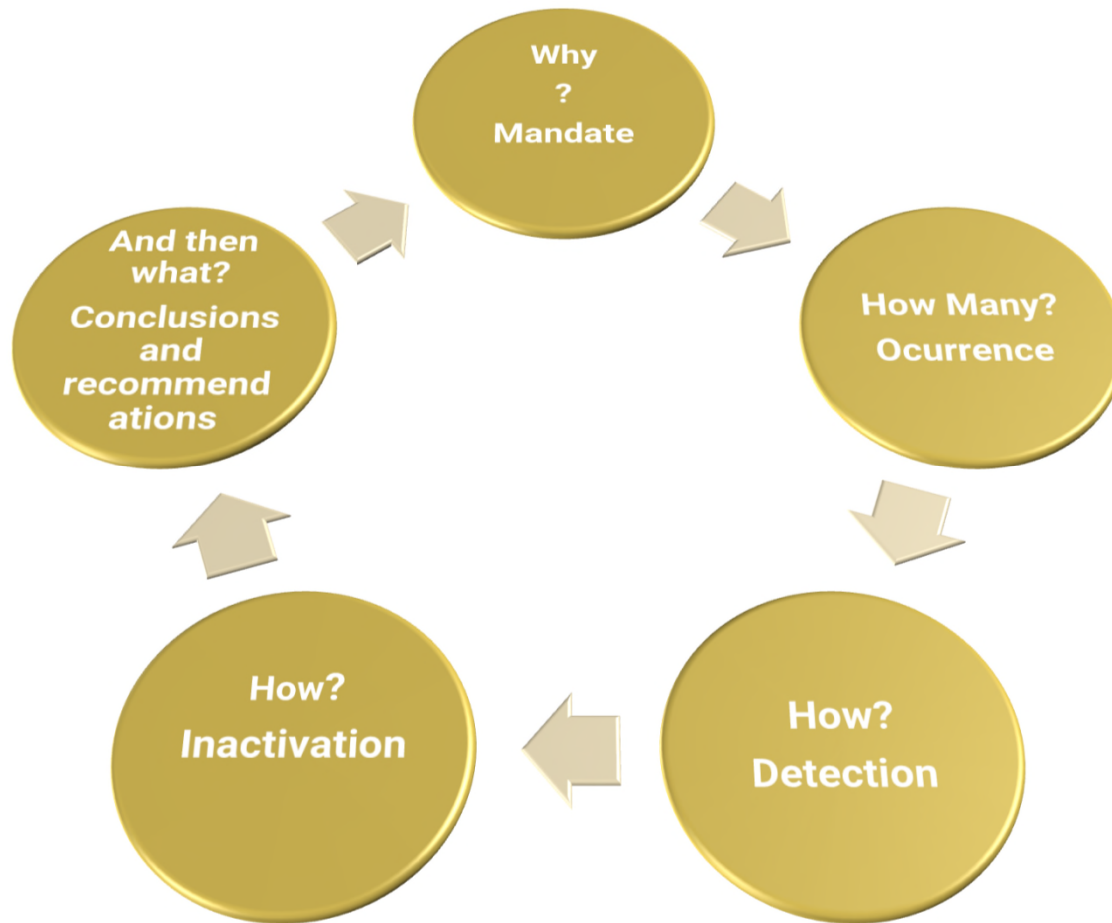 Why
?
Mandate
How Many?
Ocurrence
How?
Detection
How?
Inactivation
And then
what?
Conclusions
and
recommend
ations